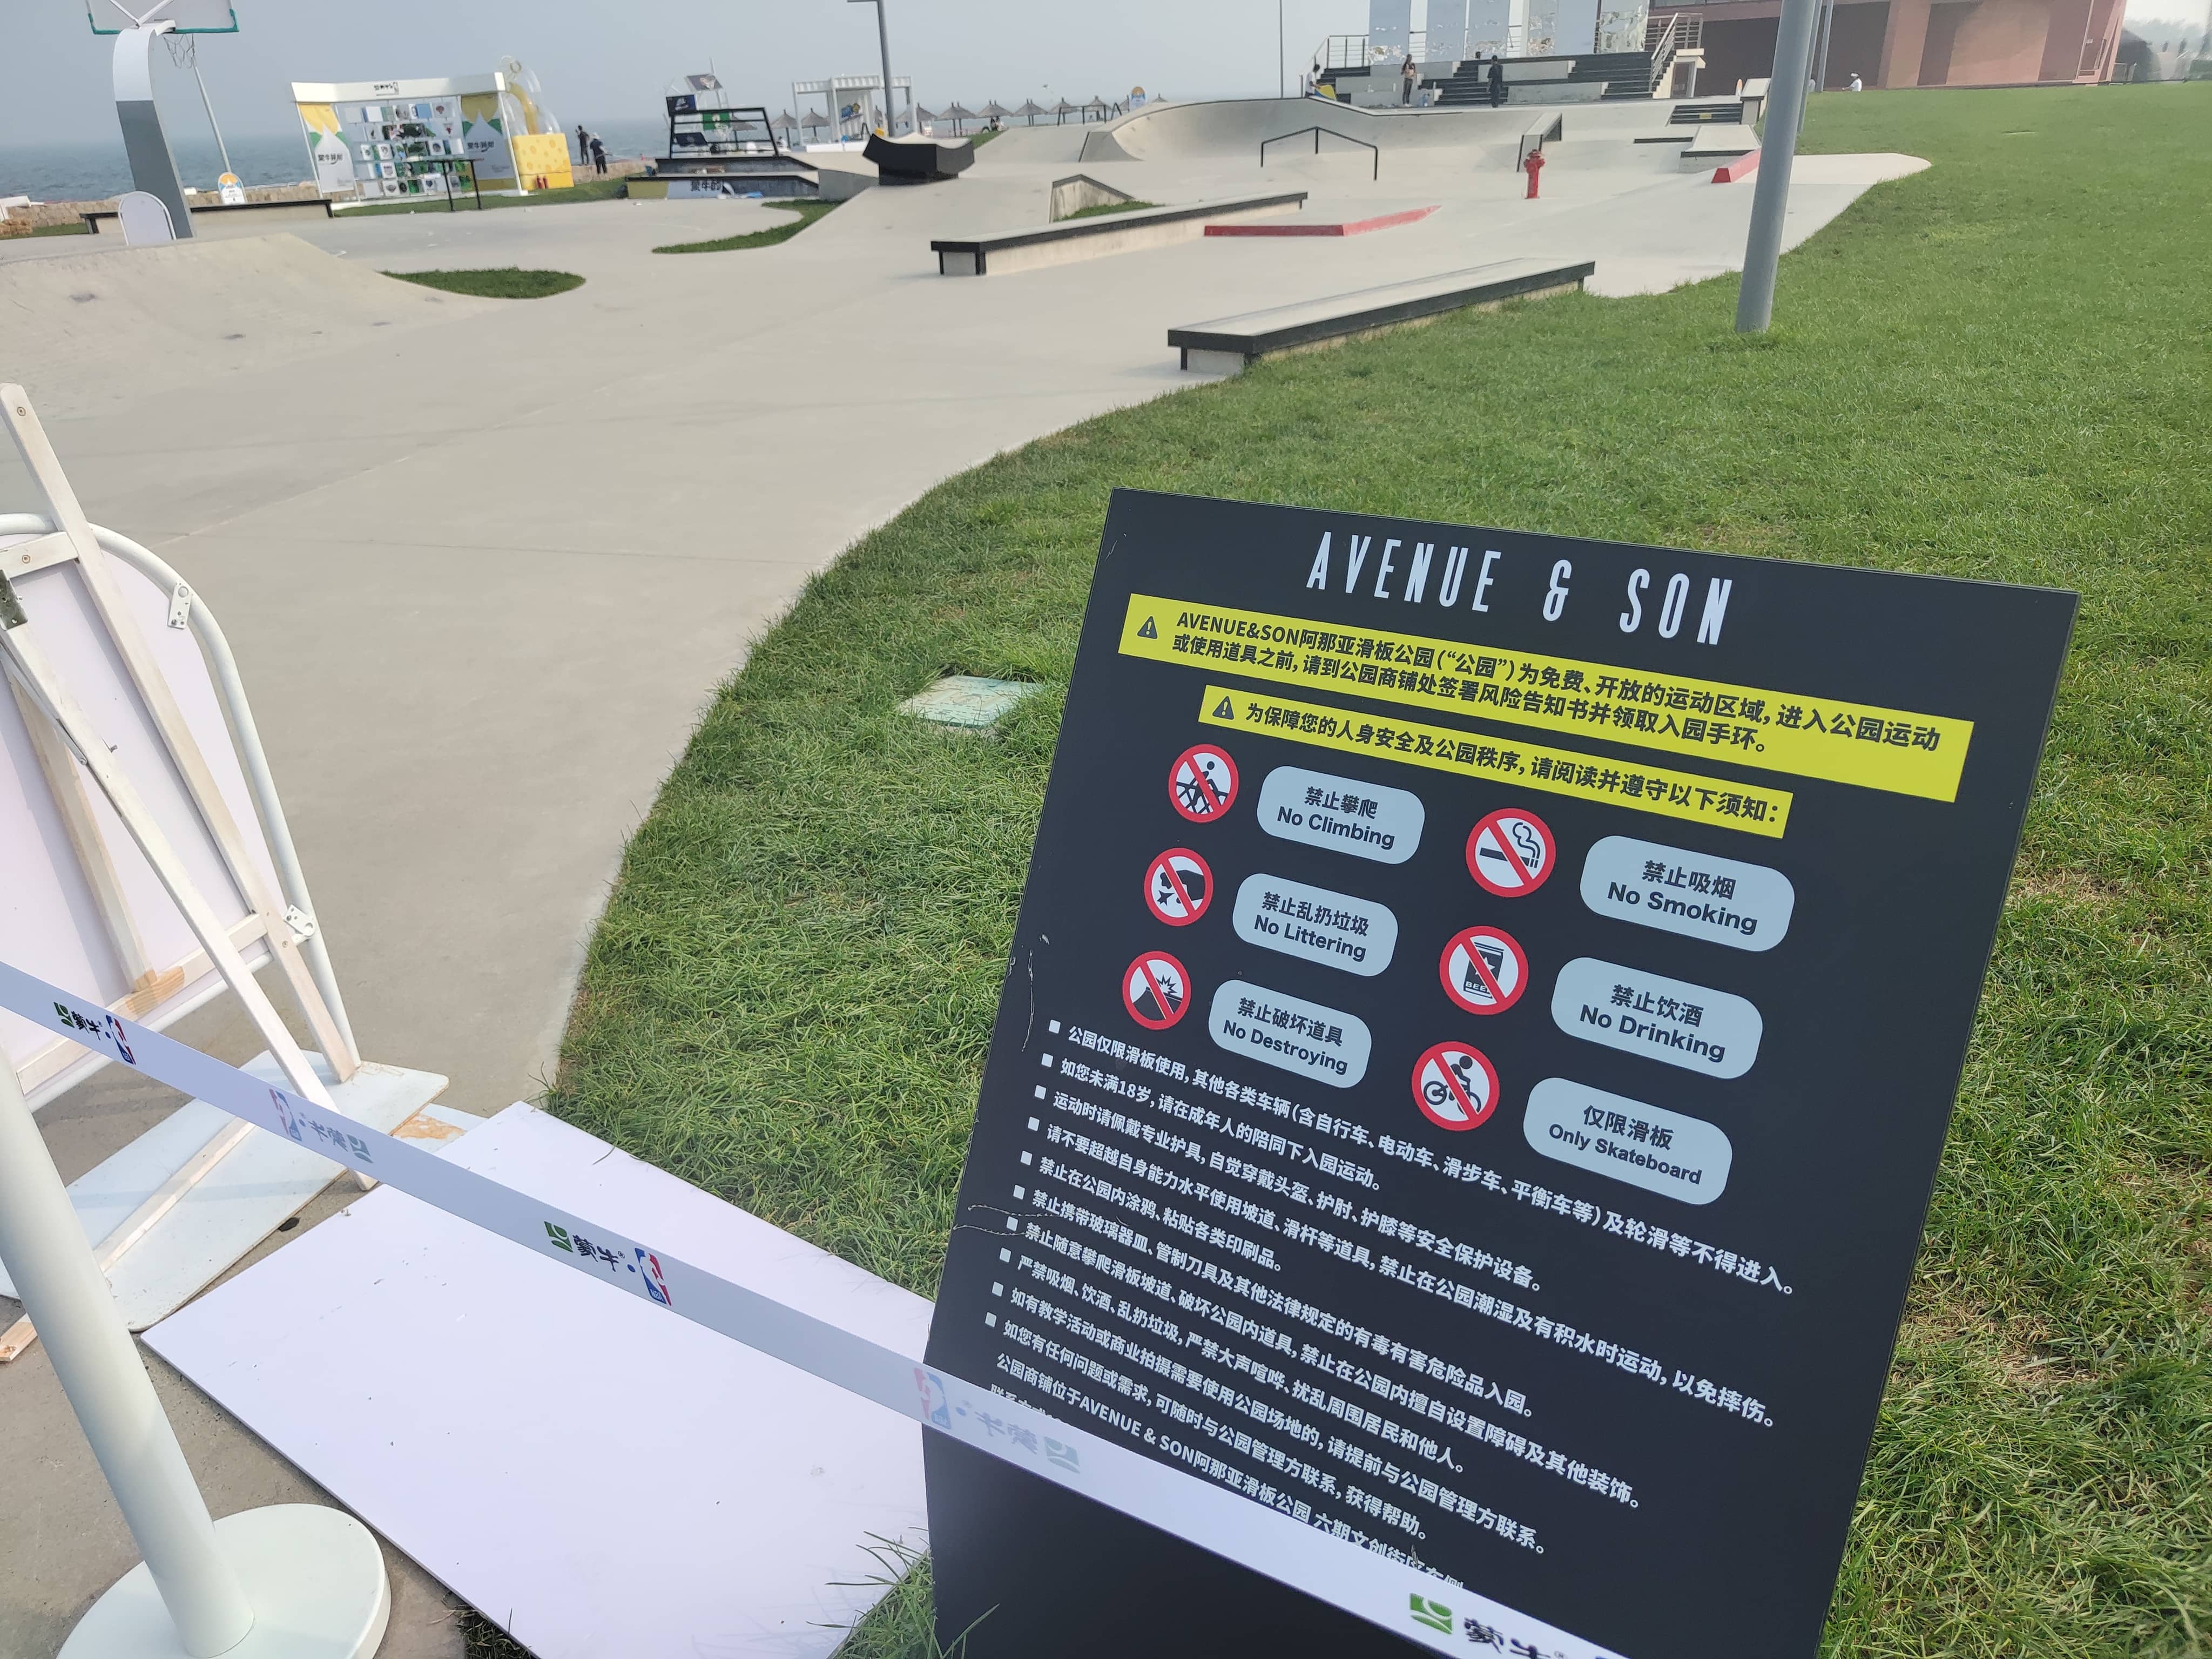 AVENUE & SON
AVENUE&SON阿那亚滑板公园(“公园”)为免费、开放的运动区域,进入公园运动
或使用道具之前,请到公园商铺处签署风险告知书并领取入园手环。
为保障您的人身安全及公园秩序,请阅读并遵守以下须知:
禁止攀爬
No Climbing
禁止吸烟
No Smoking
禁止乱扔垃圾
No Littering
BEER
禁止饮酒
No Drinking
禁止破坏道具
No Destroying
仅限滑板
Only Skateboard
公园仅限滑板使用,其他各类车辆(含自行车、电动车、滑步车、平衡车等)及轮滑等不得进入。
如您未满18岁,请在成年人的陪同下入园运动。
运动时请佩戴专业护具,自觉穿戴头盔、护肘、护膝等安全保护设备。
请不要超越自身能力水平使用坡道、滑杆等道具,禁止在公园潮湿及有积水时运动,以免摔伤。
禁止在公园内涂鸦、粘贴各类印刷品。
禁止携带玻璃器皿、管制刀具及其他法律规定的有毒有害危险品入园。
禁止随意攀爬滑板坡道、破坏公园内道具,禁止在公园内擅自设置障碍及其他装饰。
严禁吸烟、饮酒、乱扔垃圾,严禁大声喧哗、扰乱周围居民和他人。
如有教学活动或商业拍摄需要使用公园场地的,请提前与公园管理方联系。
如您有任何问题或需求,可随时与公园管理方联系,获得帮助。
公园商铺位于AVENUE & SON阿那亚滑板公园 六期文创街区东侧
蒙牛
蒙牛®
NBA
蒙牛®